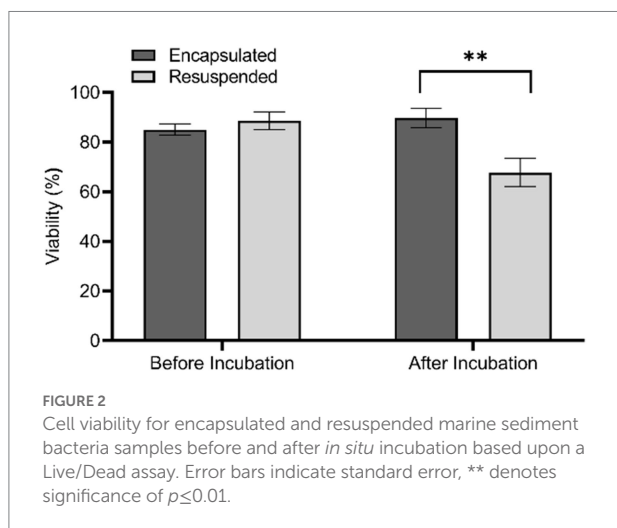 Encapsulated
Resuspended
**
100
80
60
40
20
0
Viability (%)
Before Incubation
After Incubation
FIGURE 2
Cell viability for encapsulated and resuspended marine sediment
bacteria samples before and after in situ incubation based upon a
Live/Dead assay. Error bars indicate standard error, ** denotes
significance of p≤0.01.